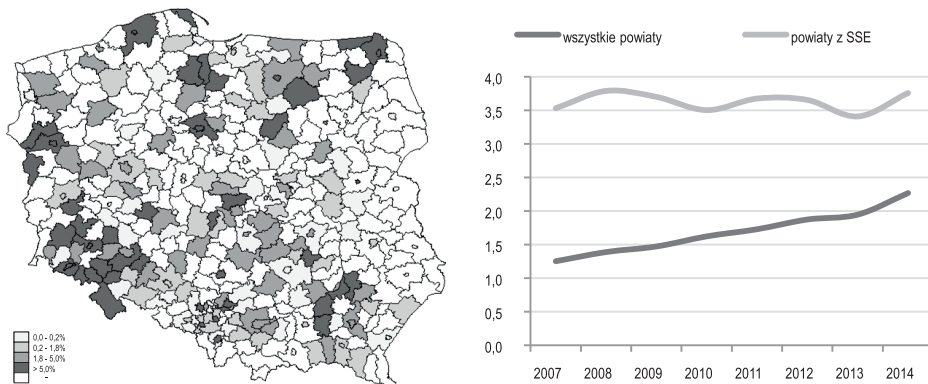 0,0 - 0,2%
0,2 - 1,8%
1,8 - 5,0%
> 5,0%
–
wszystkie powiaty
powiaty z SSE
4,0
3,5
3,0
2,5
2,0
1,5
1,0
0,5
0,0
2007 2008 2009 2010 2011 2012 2013 2014